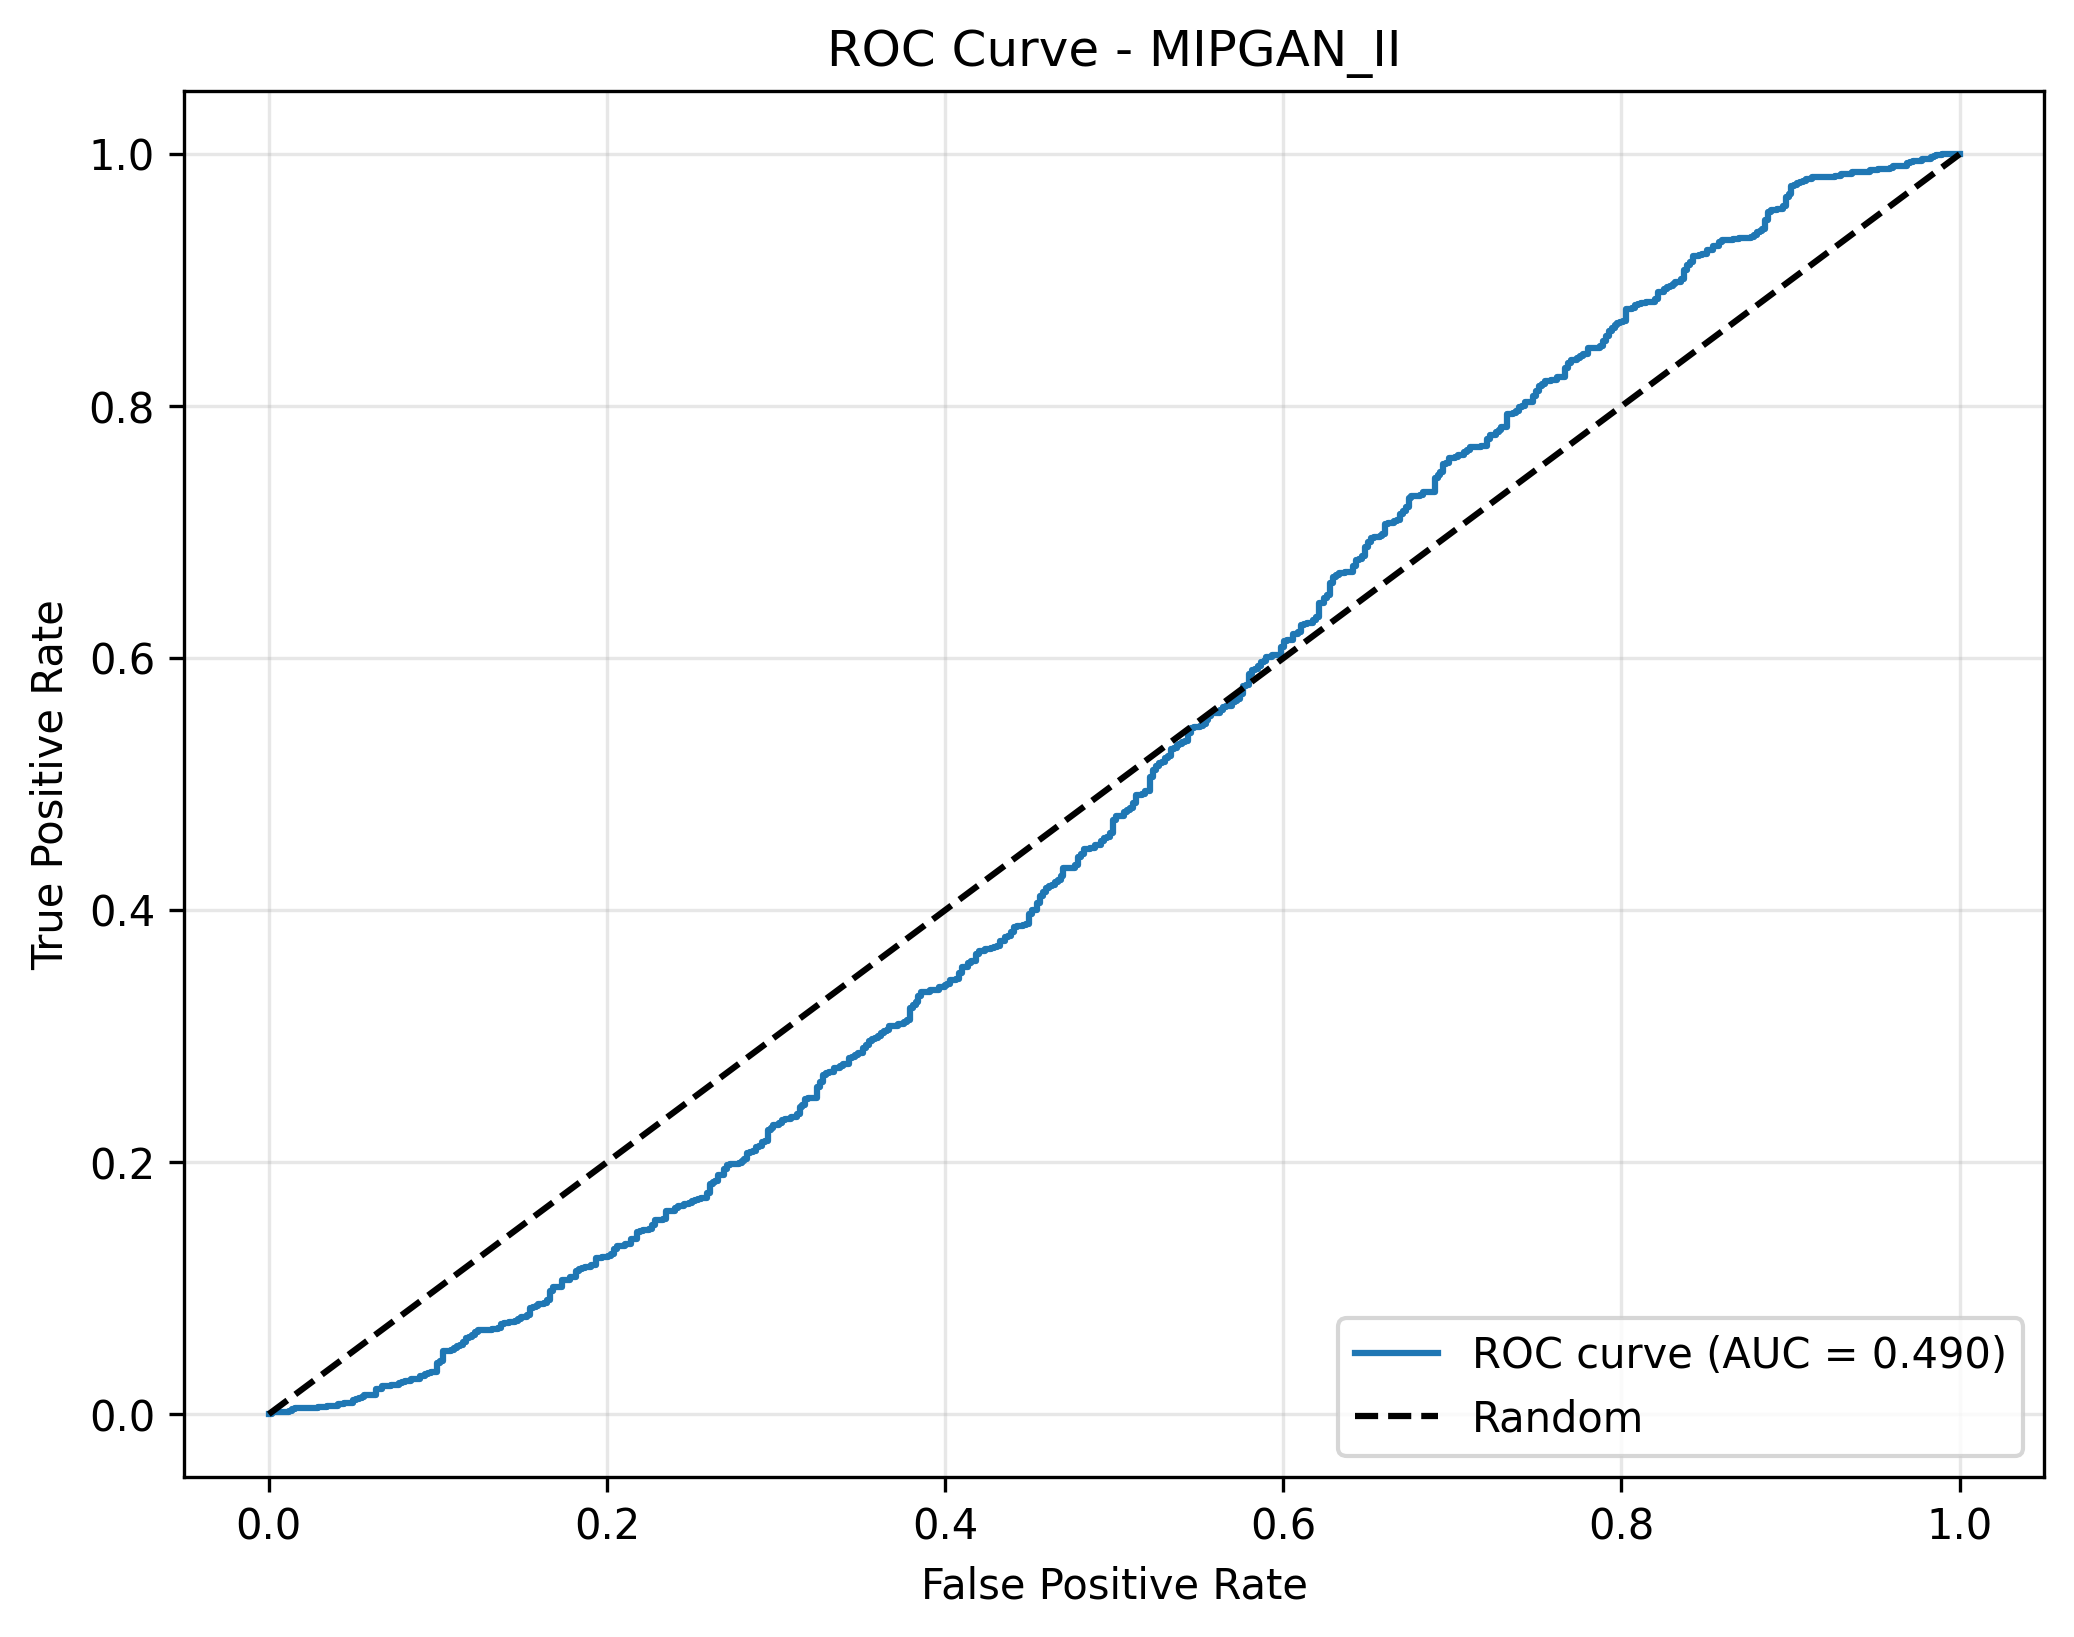 ROC Curve - MIPGAN_II
1.0
0.8
0.6
0.4
0.2
0.0
True Positive Rate
0.0 0.2 0.4 0.6 0.8 1.0
False Positive Rate
ROC curve (AUC = 0.490)
Random